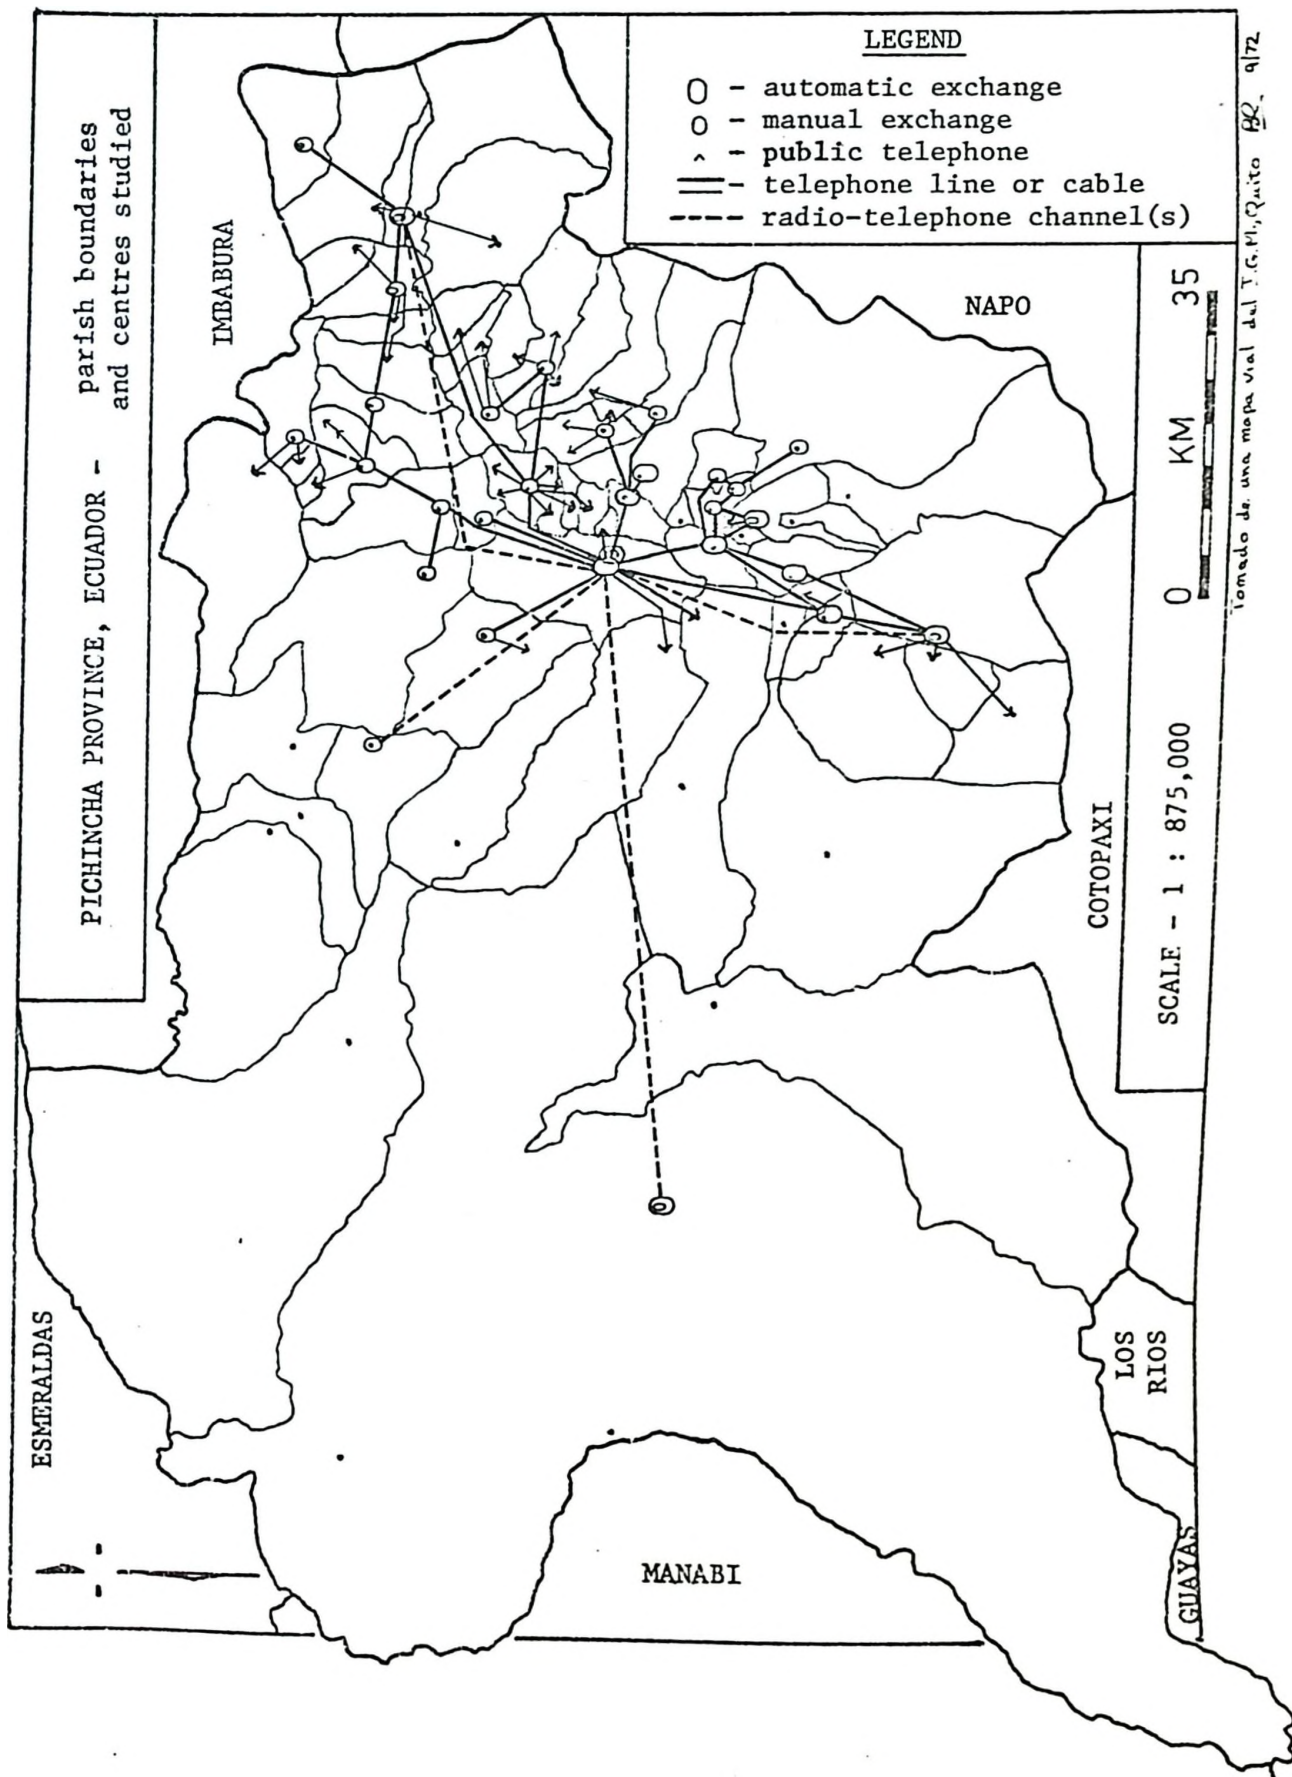 PICHINCHA PROVINCE, ECUADOR - parish boundaries
and centres studied
LEGEND
- automatic exchange
- manual exchange
- public telephone
- telephone line or cable
- radio-telephone channel(s)
IMBABURA
NAPO
ESMERALDAS
MANABI
COTOPAXI
LOS
RIOS
GUAYAS
SCALE - 1 : 875,000
0 KM 35
Tomado de una mapa vial del I.G.M., Quito BR. 9/72